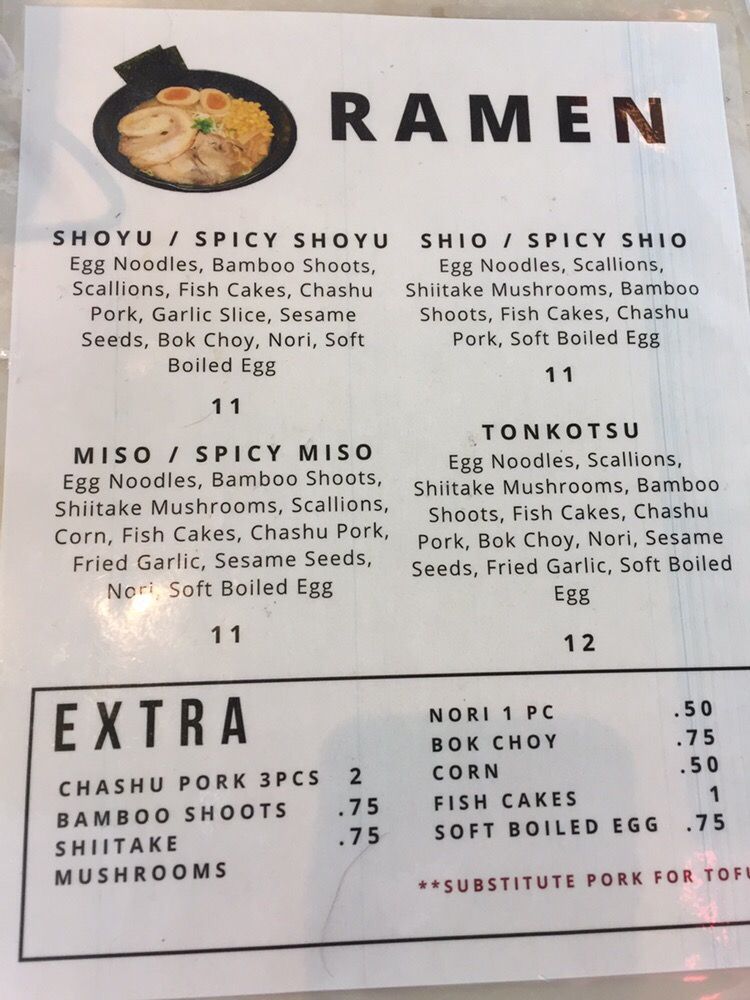 RAMEN
SHOYU / SPICY SHOYU
Egg Noodles, Bamboo Shoots,
Scallions, Fish Cakes, Chashu
Pork, Garlic Slice, Sesame
Seeds, Bok Choy, Nori, Soft
Boiled Egg
11
SHIO / SPICY SHIO
Egg Noodles, Scallions,
Shiitake Mushrooms, Bamboo
Shoots, Fish Cakes, Chashu
Pork, Soft Boiled Egg
11
MISO / SPICY MISO
Egg Noodles, Bamboo Shoots,
Shiitake Mushrooms, Scallions,
Corn, Fish Cakes, Chashu Pork,
Fried Garlic, Sesame Seeds,
Nori, Soft Boiled Egg
11
TONKOTSU
Egg Noodles, Scallions,
Shiitake Mushrooms, Bamboo
Shoots, Fish Cakes, Chashu
Pork, Bok Choy, Nori, Sesame
Seeds, Fried Garlic, Soft Boiled
Egg
12
EXTRA
CHASHU PORK 3PCS 2
BAMBOO SHOOTS .75
SHIITAKE .75
MUSHROOMS
NORI 1 PC .50
BOK CHOY .75
CORN .50
FISH CAKES 1
SOFT BOILED EGG .75
**SUBSTITUTE PORK FOR TOFU